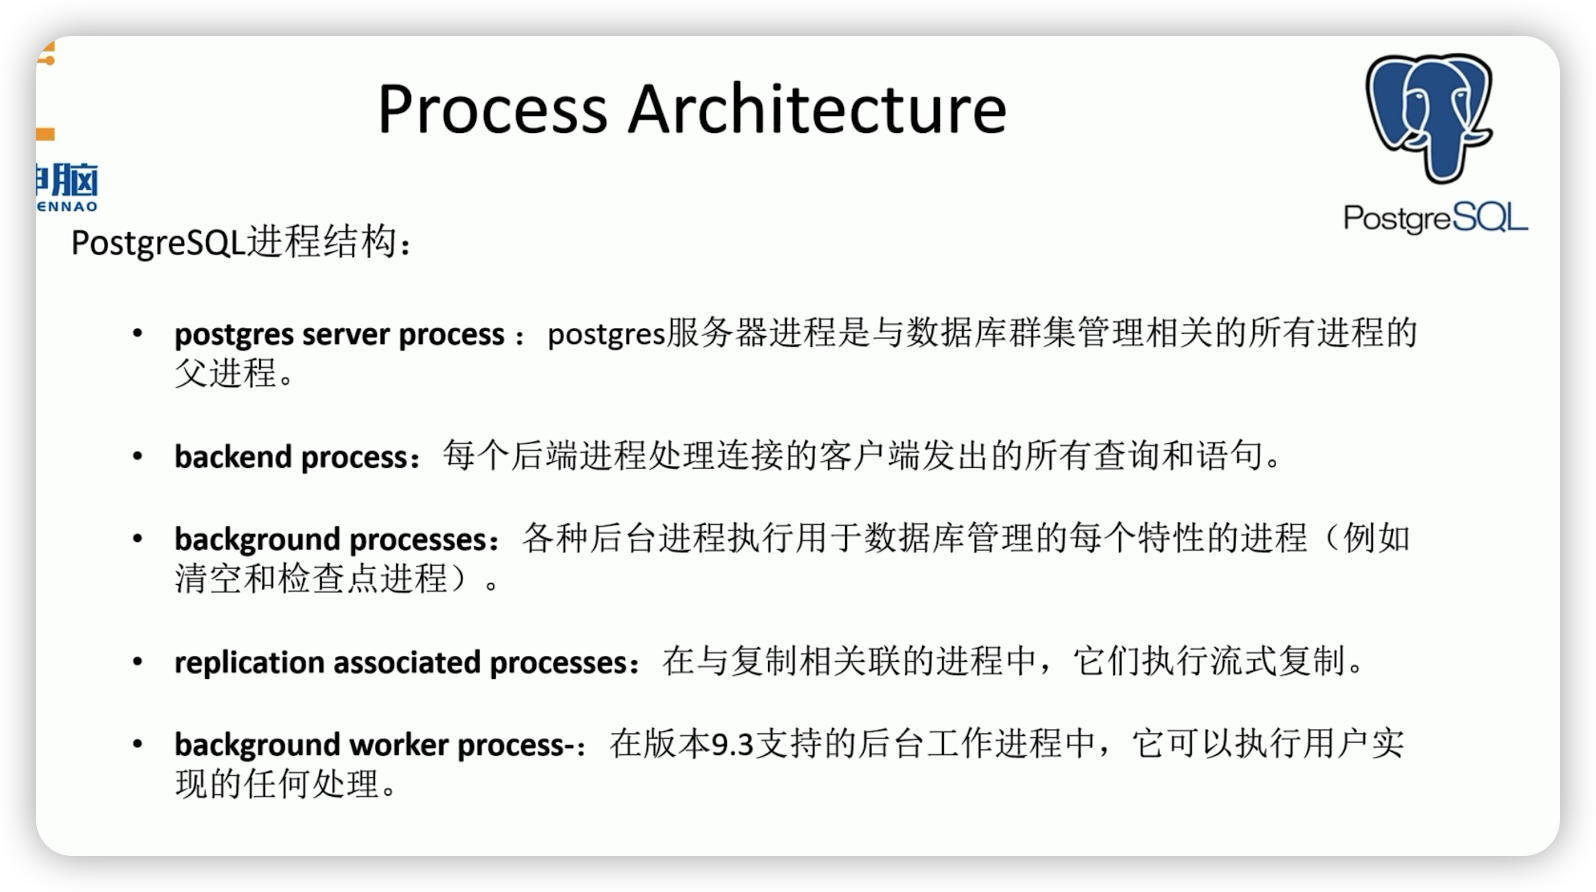 Process Architecture
脑
ENNAO
PostgreSQL
PostgreSQL进程结构：
• postgres server process ：postgres服务器进程是与数据库群集管理相关的所有进程的
父进程。
• backend process：每个后端进程处理连接的客户端发出的所有查询和语句。
• background processes：各种后台进程执行用于数据库管理的每个特性的进程（例如
清空和检查点进程）。
• replication associated processes：在与复制相关联的进程中，它们执行流式复制。
• background worker process-：在版本9.3支持的后台工作进程中，它可以执行用户实
现的任何处理。